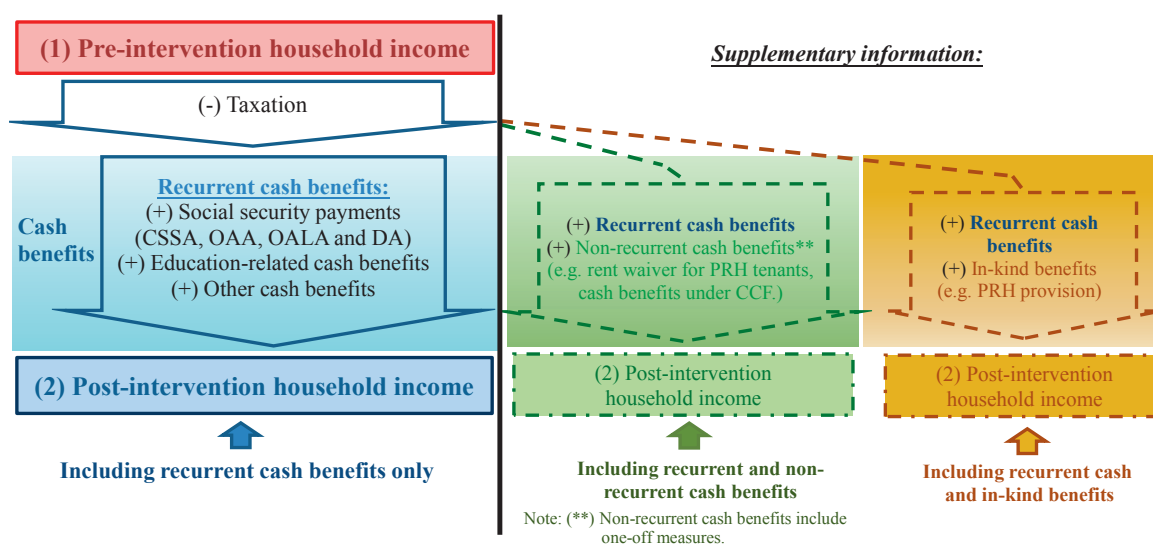 (1) Pre-intervention household income
(-) Taxation
Cash
benefits
Recurrent cash benefits:
(+) Social security payments
(CSSA, OAA, OALA and DA)
(+) Education-related cash benefits
(+) Other cash benefits
(2) Post-intervention household income
Including recurrent cash benefits only
Supplementary information:
(+) Recurrent cash benefits
(+) Non-recurrent cash benefits**
(e.g. rent waiver for PRH tenants,
cash benefits under CCF.)
(2) Post-intervention
household income
Including recurrent and non-
recurrent cash benefits
Note: (**) Non-recurrent cash benefits include
one-off measures.
(+) Recurrent cash
benefits
(+) In-kind benefits
(e.g. PRH provision)
(2) Post-intervention
household income
Including recurrent cash
and in-kind benefits